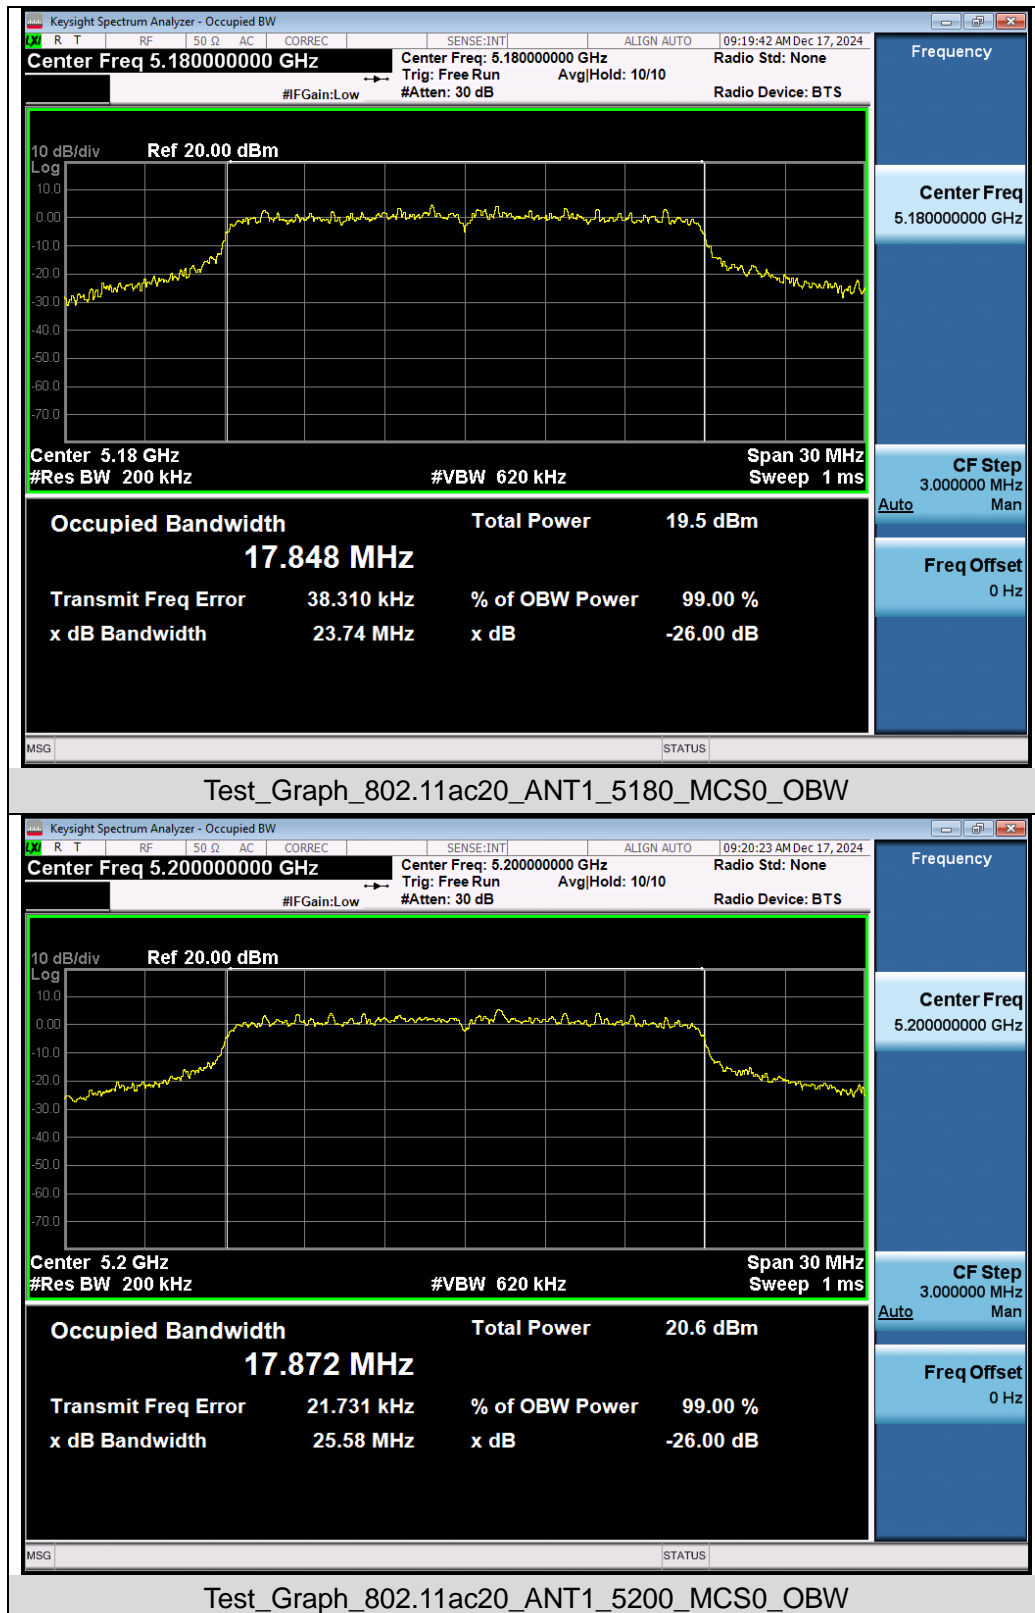 Keysight Spectrum Analyzer - Occupied BW
LXI R T RF 50 Ω AC CORREC SENSE:INT ALIGN AUTO 09:19:42 AM Dec 17, 2024
Center Freq 5.180000000 GHz
Center Freq: 5.180000000 GHz
Radio Std: None
Trig: Free Run Avg|Hold: 10/10
#IFGain:Low
#Atten: 30 dB
Radio Device: BTS
Frequency
10 dB/div Ref 20.00 dBm
Log
10.0
0.00
-10.0
-20.0
-30.0
-40.0
-50.0
-60.0
-70.0
Center Freq
5.180000000 GHz
Center 5.18 GHz Span 30 MHz
#Res BW 200 kHz #VBW 620 kHz Sweep 1 ms
CF Step
3.000000 MHz
Auto Man
Occupied Bandwidth Total Power 19.5 dBm
17.848 MHz
Transmit Freq Error 38.310 kHz % of OBW Power 99.00 %
x dB Bandwidth 23.74 MHz x dB -26.00 dB
Freq Offset
0 Hz
MSG STATUS
Test_Graph_802.11ac20_ANT1_5180_MCS0_OBW
Keysight Spectrum Analyzer - Occupied BW
LXI R T RF 50 Ω AC CORREC SENSE:INT ALIGN AUTO 09:20:23 AM Dec 17, 2024
Center Freq 5.200000000 GHz
Center Freq: 5.200000000 GHz
Radio Std: None
Trig: Free Run Avg|Hold: 10/10
#IFGain:Low
#Atten: 30 dB
Radio Device: BTS
Frequency
10 dB/div Ref 20.00 dBm
Log
10.0
0.00
-10.0
-20.0
-30.0
-40.0
-50.0
-60.0
-70.0
Center Freq
5.200000000 GHz
Center 5.2 GHz Span 30 MHz
#Res BW 200 kHz #VBW 620 kHz Sweep 1 ms
CF Step
3.000000 MHz
Auto Man
Occupied Bandwidth Total Power 20.6 dBm
17.872 MHz
Transmit Freq Error 21.731 kHz % of OBW Power 99.00 %
x dB Bandwidth 25.58 MHz x dB -26.00 dB
Freq Offset
0 Hz
MSG STATUS
Test_Graph_802.11ac20_ANT1_5200_MCS0_OBW